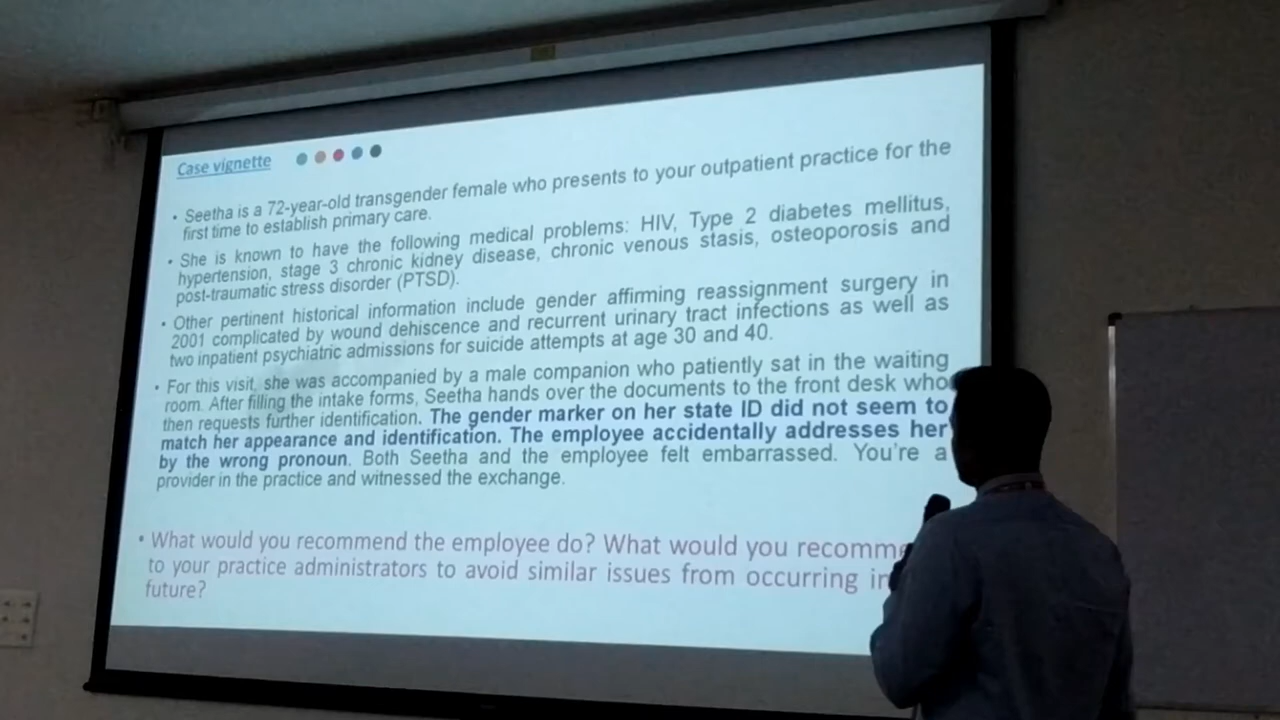 Case vignette
• Seetha is a 72-year-old transgender female who presents to your outpatient practice for the
first time to establish primary care.
• She is known to have the following medical problems: HIV, Type 2 diabetes mellitus,
hypertension, stage 3 chronic kidney disease, chronic venous stasis, osteoporosis and
post-traumatic stress disorder (PTSD).
• Other pertinent historical information include gender affirming reassignment surgery in
2001 complicated by wound dehiscence and recurrent urinary tract infections as well as
two inpatient psychiatric admissions for suicide attempts at age 30 and 40.
• For this visit, she was accompanied by a male companion who patiently sat in the waiting
room. After filling the intake forms, Seetha hands over the documents to the front desk who
then requests further identification. The gender marker on her state ID did not seem to
match her appearance and identification. The employee accidentally addresses her
by the wrong pronoun. Both Seetha and the employee felt embarrassed. You're a
provider in the practice and witnessed the exchange.
• What would you recommend the employee do? What would you recomm
to your practice administrators to avoid similar issues from occurring in
future?